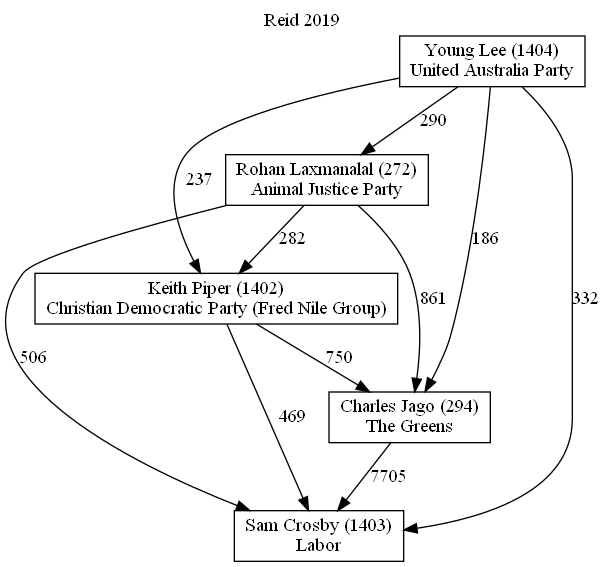 Reid 2019
Young Lee (1404)
United Australia Party
290
Rohan Laxmanalal (272)
Animal Justice Party
237
282
186
861
332
Keith Piper (1402)
Christian Democratic Party (Fred Nile Group)
506
750
469
Charles Jago (294)
The Greens
7705
Sam Crosby (1403)
Labor